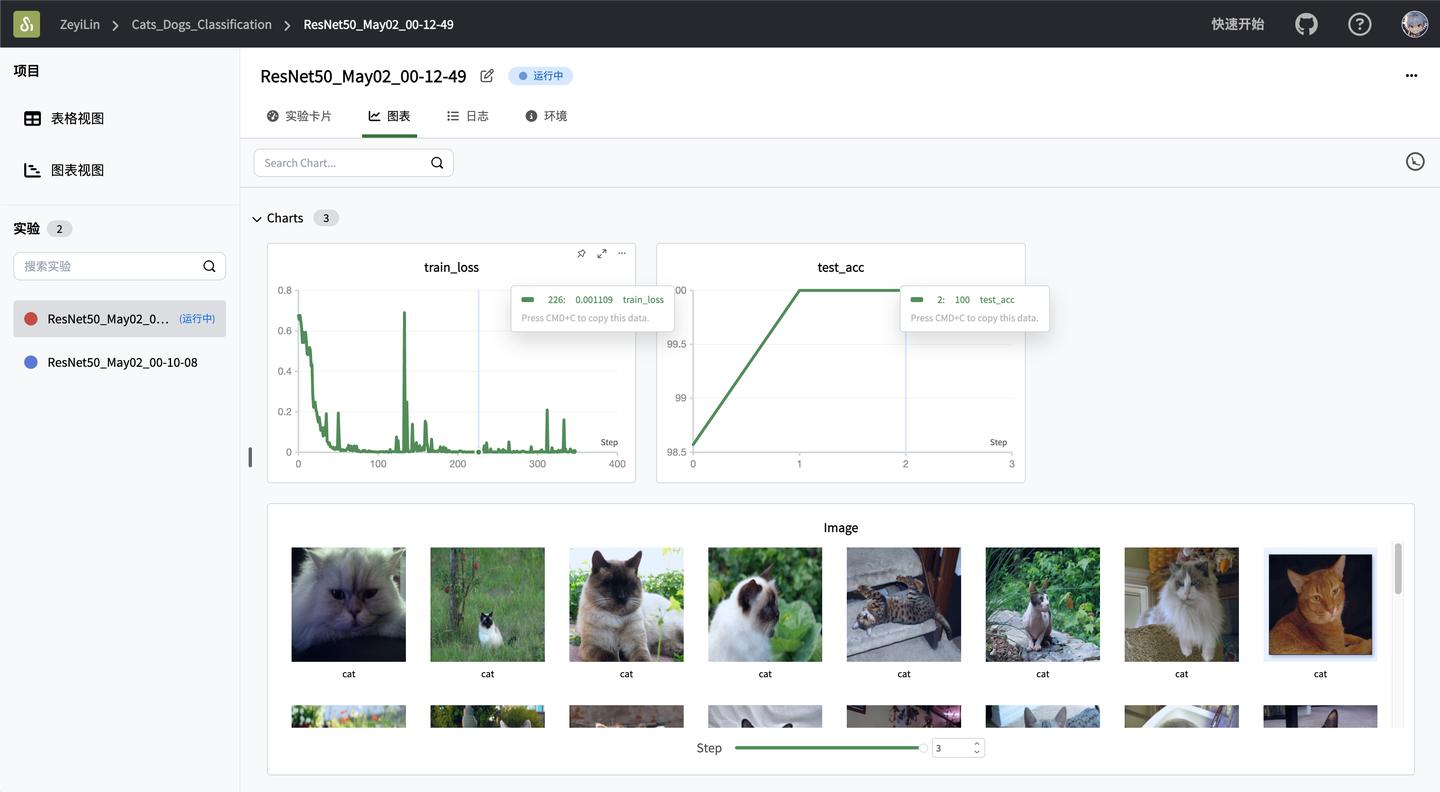 ZeyiLin > Cats_Dogs_Classification > ResNet50_May02_00-12-49
快速开始
项目
表格视图
图表视图
实验 2
搜索实验
ResNet50_May02_0... (运行中)
ResNet50_May02_00-10-08
ResNet50_May02_00-12-49 运行中
实验卡片 图表 日志 环境
Search Chart...
Charts 3
train_loss
0.8
0.6
0.4
0.2
0
0 100 200 300 400
Step
226: 0.001109 train_loss
Press CMD+C to copy this data.
test_acc
00
99.5
99
98.5
0 1 2 3
Step
2: 100 test_acc
Press CMD+C to copy this data.
Image
cat cat cat cat cat cat cat cat
Step 3